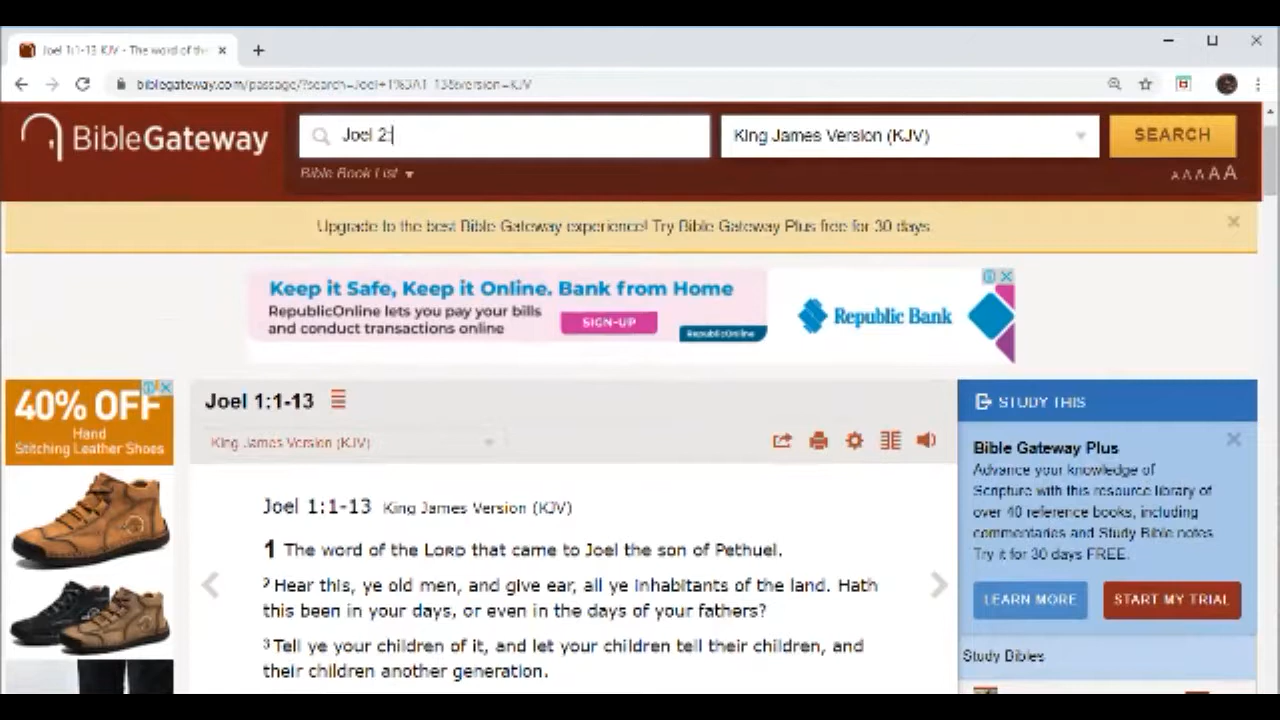 Joel 1:1-13 KJV - The word of the
biblegateway.com/passage/?search=Joel+1%3A1-13&version=KJV
BibleGateway
Joel 2:
King James Version (KJV)
SEARCH
Bible Book List
A A A A A
Upgrade to the best Bible Gateway experience! Try Bible Gateway Plus free for 30 days.
Keep it Safe, Keep it Online. Bank from Home
RepublicOnline lets you pay your bills
and conduct transactions online
SIGN-UP
RepublicOnline
Republic Bank
40% OFF
Hand
Stitching Leather Shoes
Joel 1:1-13
King James Version (KJV)
Joel 1:1-13 King James Version (KJV)
1 The word of the LORD that came to Joel the son of Pethuel.
2 Hear this, ye old men, and give ear, all ye inhabitants of the land. Hath
this been in your days, or even in the days of your fathers?
3 Tell ye your children of it, and let your children tell their children, and
their children another generation.
STUDY THIS
Bible Gateway Plus
Advance your knowledge of
Scripture with this resource library of
over 40 reference books, including
commentaries and Study Bible notes.
Try it for 30 days FREE.
LEARN MORE
START MY TRIAL
Study Bibles